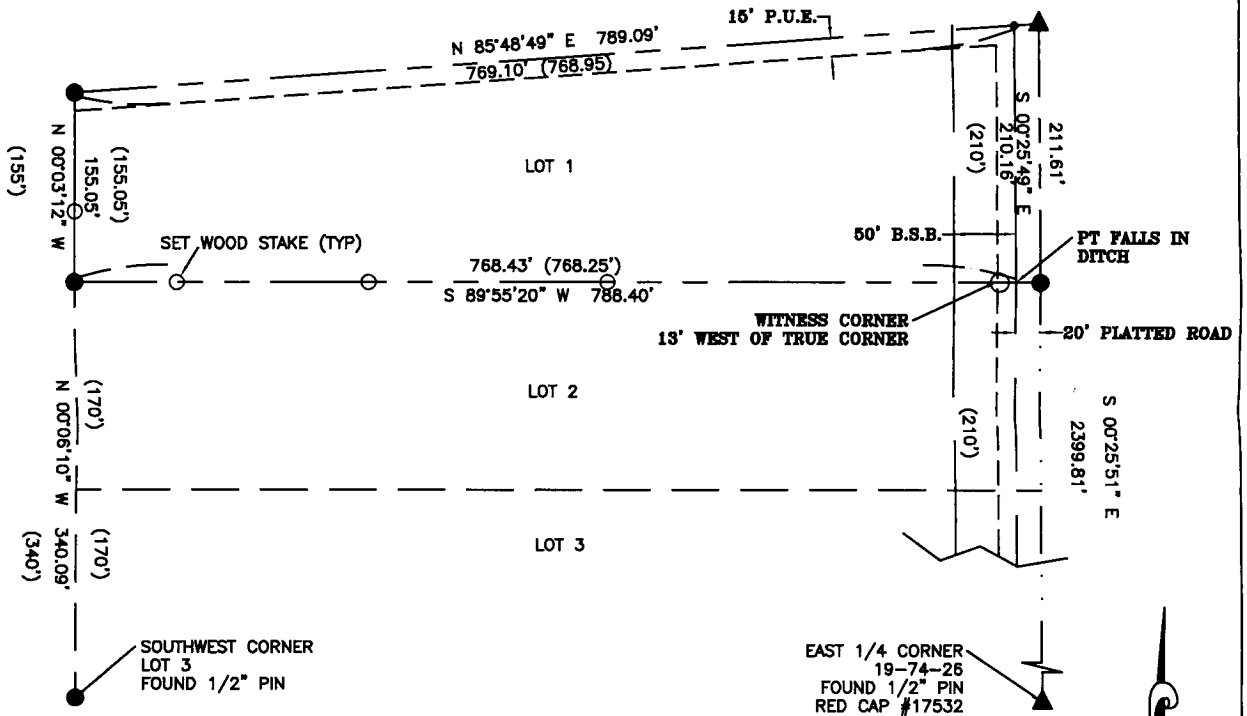 15' P.U.E.
N 85°48'49" E 789.09'
769.10' (768.95)
(155')
N 00°03'12" W
155.05'
(155.05')
LOT 1
(210')
210.16'
S 00°25'49" E
211.61'
SET WOOD STAKE (TYP)
50' B.S.B.
PT FALLS IN
DITCH
768.43' (768.25')
S 89°55'20" W 788.40'
WITNESS CORNER
13' WEST OF TRUE CORNER
20' PLATTED ROAD
(170')
N 00°06'10" W
LOT 2
(210')
S 00°25'51" E
2399.81'
(170')
340.09'
(340')
LOT 3
SOUTHWEST CORNER
LOT 3
FOUND 1/2" PIN
EAST 1/4 CORNER
19-74-26
FOUND 1/2" PIN
RED CAP #17532